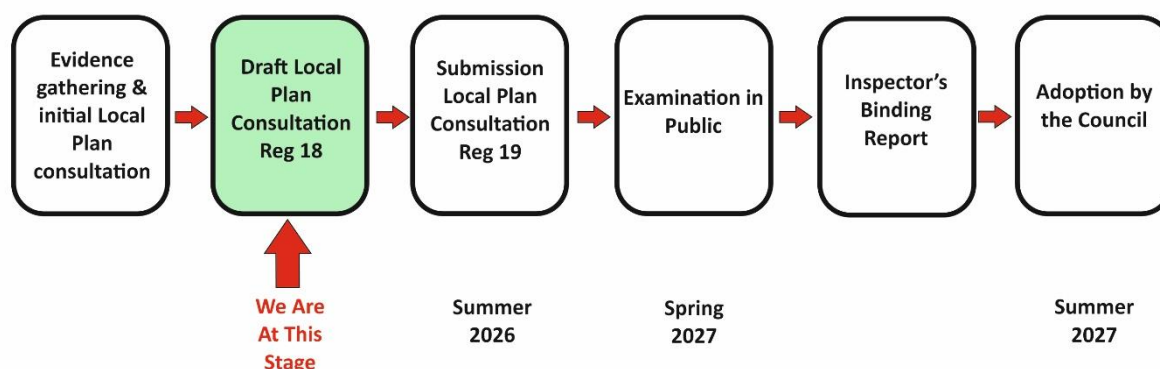 Evidence
gathering &
initial Local
Plan
consultation
Draft Local
Plan
Consultation
Reg 18
Submission
Local Plan
Consultation
Reg 19
Examination in
Public
Inspector's
Binding
Report
Adoption by
the Council
We Are
At This
Stage
Summer
2026
Spring
2027
Summer
2027